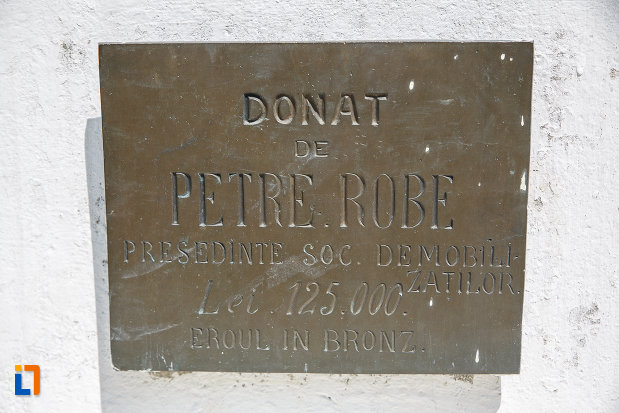 DONAT
DE
PETRE. ROBE
PRESEDINTE SOC. DEMOBILI-
ZATILOR.
Lei. 125.000.
EROUL IN BRONZ.